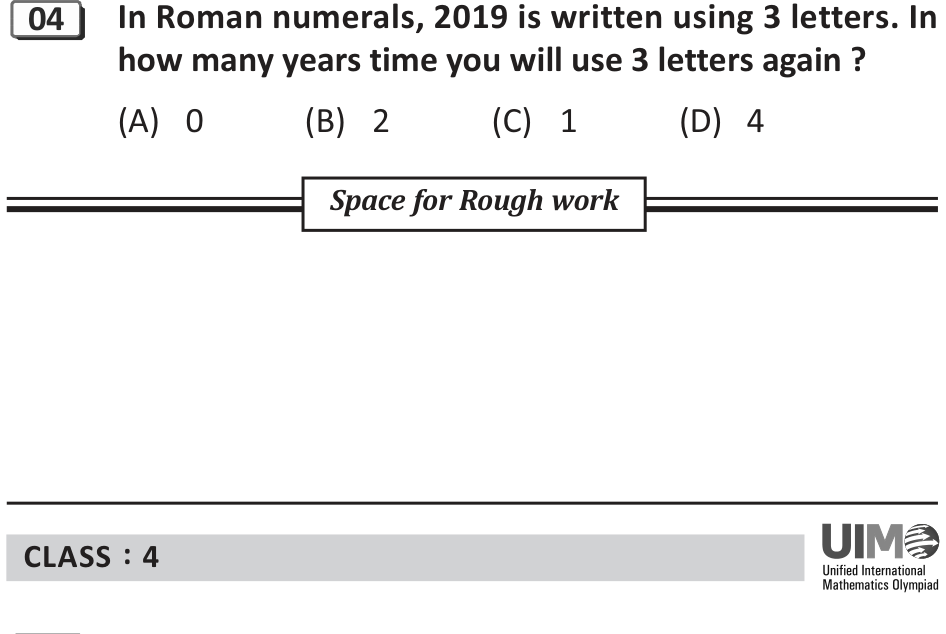 04 In Roman numerals, 2019 is written using 3 letters. In
how many years time you will use 3 letters again ?
(A) 0 (B) 2 (C) 1 (D) 4
Space for Rough work
CLASS : 4
UIMO
Unified International
Mathematics Olympiad